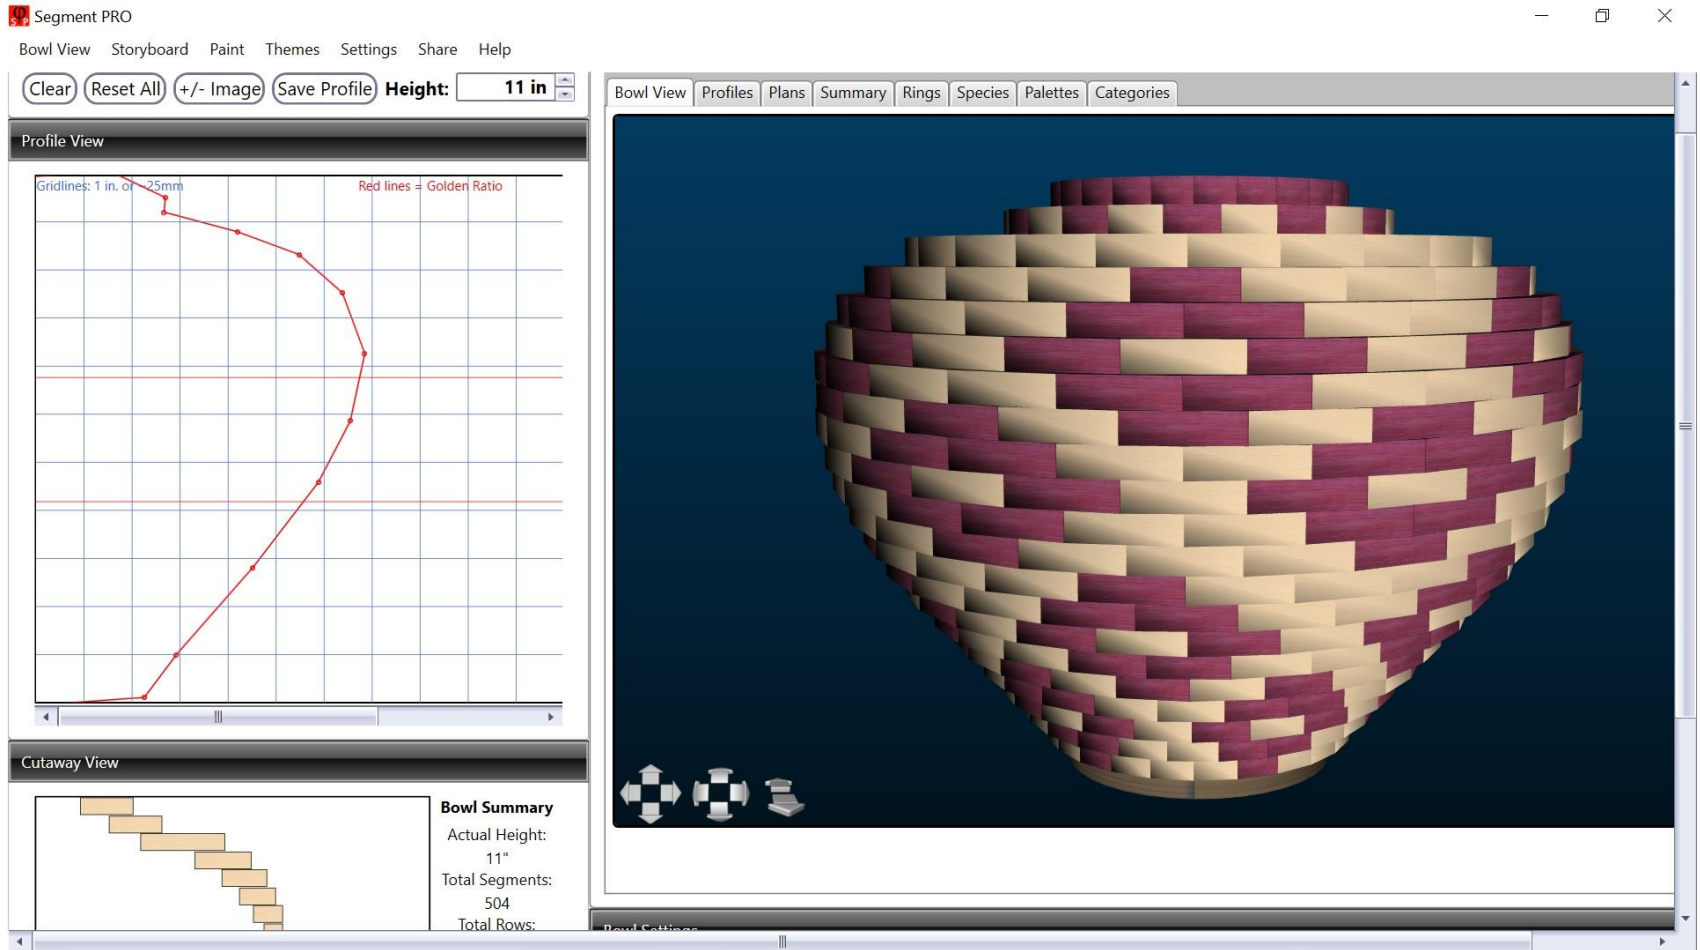 Segment PRO
Bowl View Storyboard Paint Themes Settings Share Help
Clear Reset All +/- Image Save Profile Height: 11 in
Bowl View Profiles Plans Summary Rings Species Palettes Categories
Profile View
Gridlines: 1 in. or ~25mm Red lines = Golden Ratio
Cutaway View
Bowl Summary
Actual Height:
11"
Total Segments:
504
Total Rows:
Bowl Settings